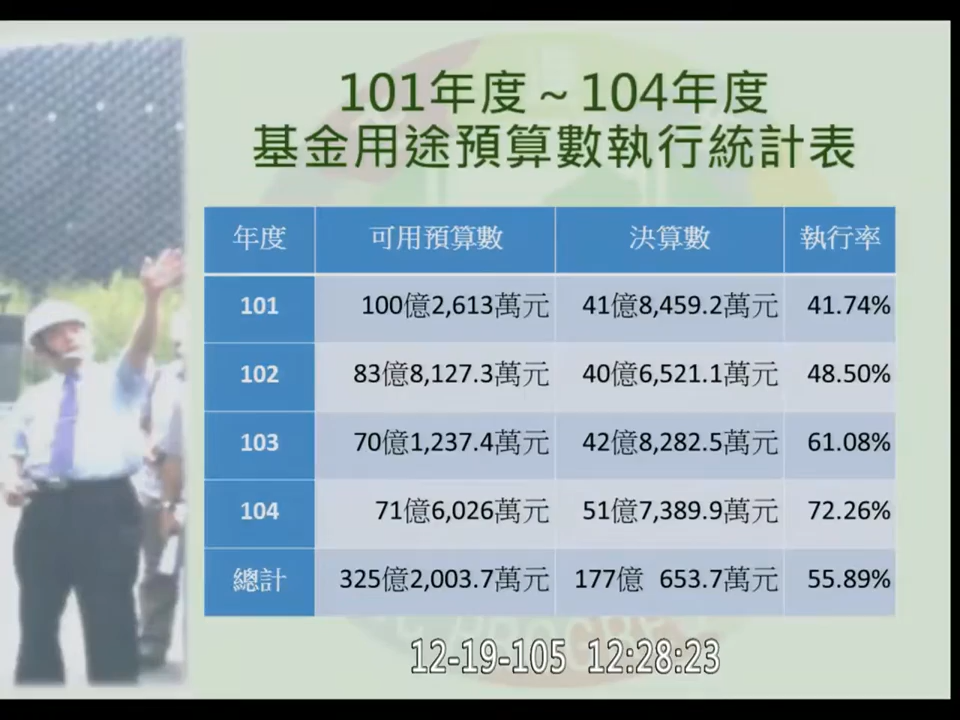 101年度～104年度
基金用途預算數執行統計表
年度 可用預算數 決算數 執行率
101 100億2,613萬元 41億8,459.2萬元 41.74%
102 83億8,127.3萬元 40億6,521.1萬元 48.50%
103 70億1,237.4萬元 42億8,282.5萬元 61.08%
104 71億6,026萬元 51億7,389.9萬元 72.26%
總計 325億2,003.7萬元 177億 653.7萬元 55.89%
12-19-105 12:28:23